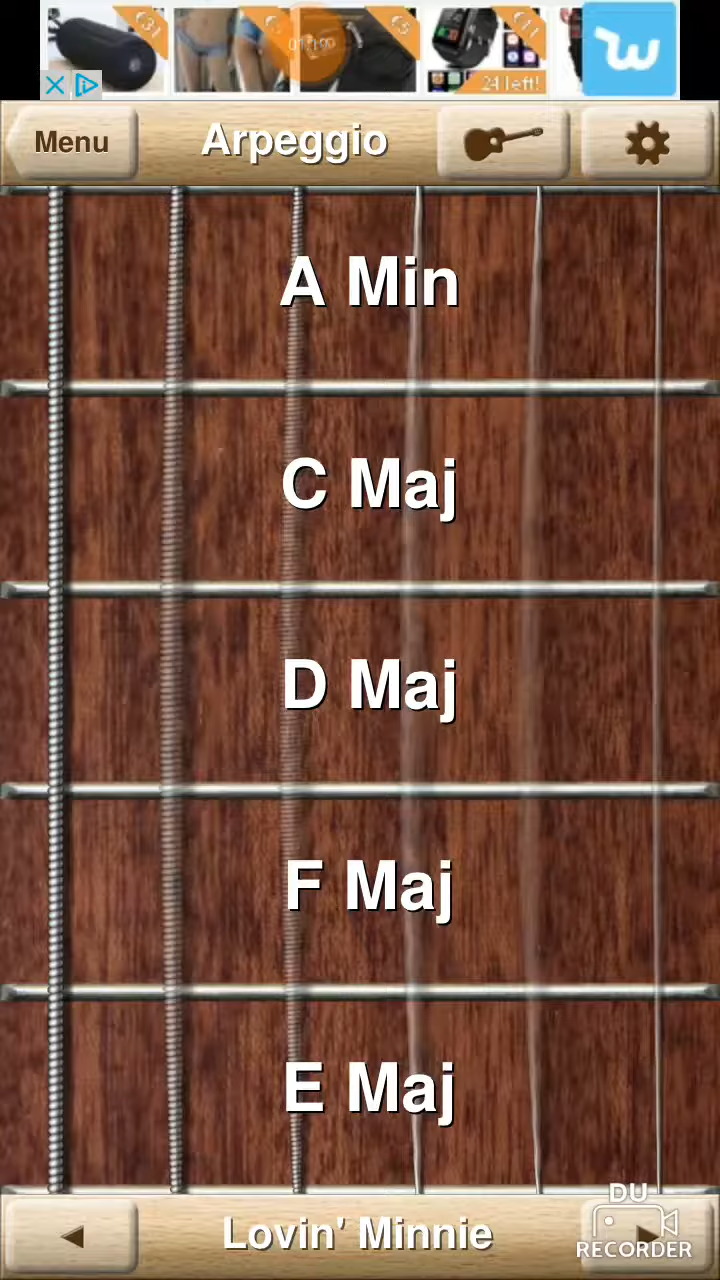 24 left!
Menu
Arpeggio
A Min
C Maj
D Maj
F Maj
E Maj
Lovin' Minnie
DU
RECORDER